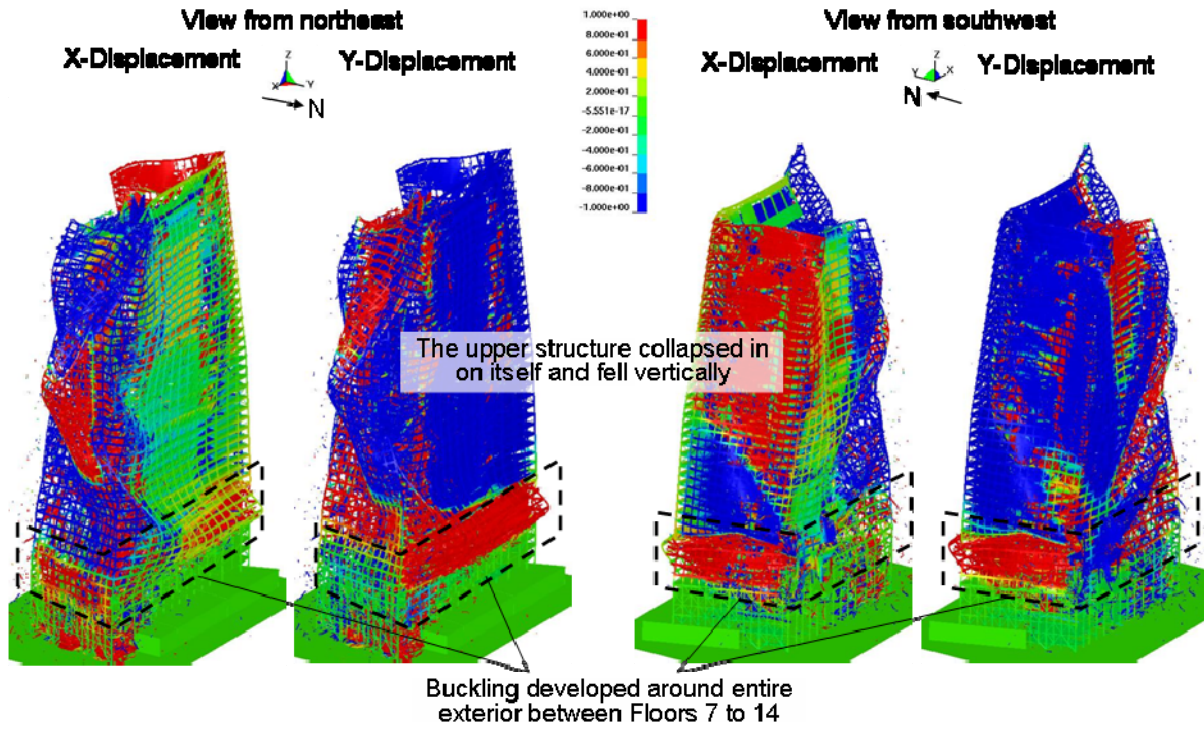 View from northeast
X-Displacement
Y-Displacement
Z
X
Y
N
1.000e+00
8.000e-01
6.000e-01
4.000e-01
2.000e-01
-5.551e-17
-2.000e-01
-4.000e-01
-6.000e-01
-8.000e-01
-1.000e+00
View from southwest
X-Displacement
Y-Displacement
Z
Y
X
N
The upper structure collapsed in
on itself and fell vertically
Buckling developed around entire
exterior between Floors 7 to 14